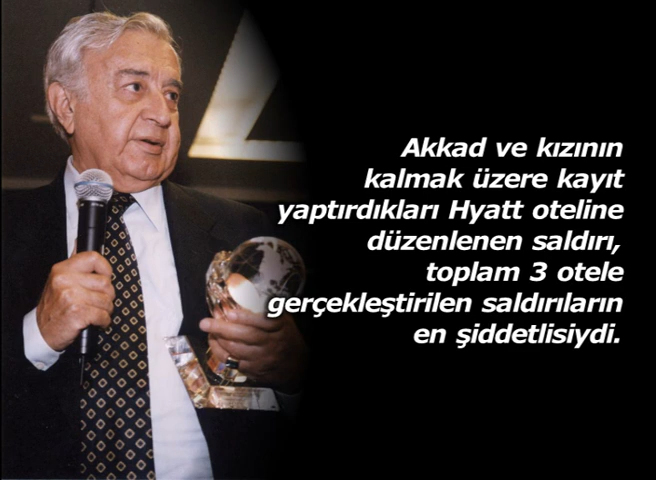 Akkad ve kızının
kalmak üzere kayıt
yaptırdıkları Hyatt oteline
düzenlenen saldırı,
toplam 3 otele
gerçekleştirilen saldırıların
en şiddetlisiydi.